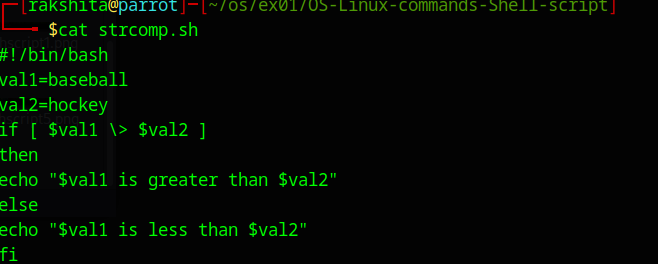 ┌─[rakshita@parrot]─[~/os/ex01/OS-Linux-commands-Shell-script]
└──╼ $cat strcomp.sh
#!/bin/bash
val1=baseball
val2=hockey
if [ $val1 \> $val2 ]
then
echo "$val1 is greater than $val2"
else
echo "$val1 is less than $val2"
fi